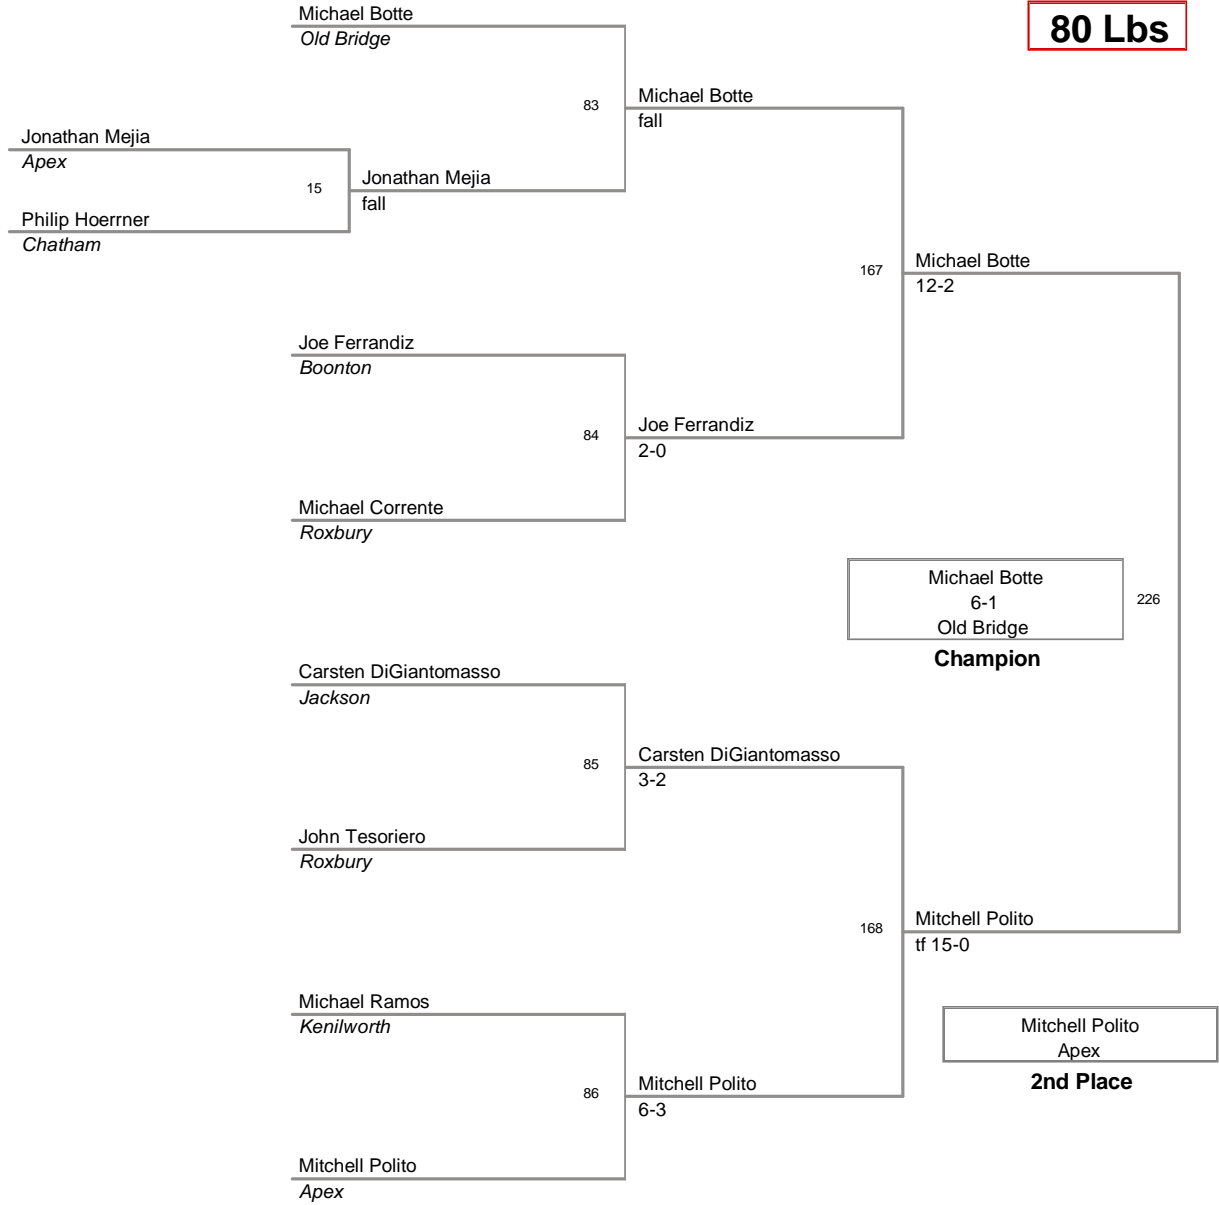 Michael Botte
80 Lbs
Old Bridge
83
Michael Botte
fall
Jonathan Mejia
Apex
15
Jonathan Mejia
fall
Philip Hoerrner
Chatham
167
Michael Botte
12-2
Joe Ferrandiz
Boonton
84
Joe Ferrandiz
2-0
Michael Corrente
Roxbury
Michael Botte
6-1
Old Bridge
226
Champion
Carsten DiGiantomasso
Jackson
85
Carsten DiGiantomasso
3-2
John Tesoriero
Roxbury
168
Mitchell Polito
tf 15-0
Michael Ramos
Kenilworth
Mitchell Polito
Apex
2nd Place
86
Mitchell Polito
6-3
Mitchell Polito
Apex